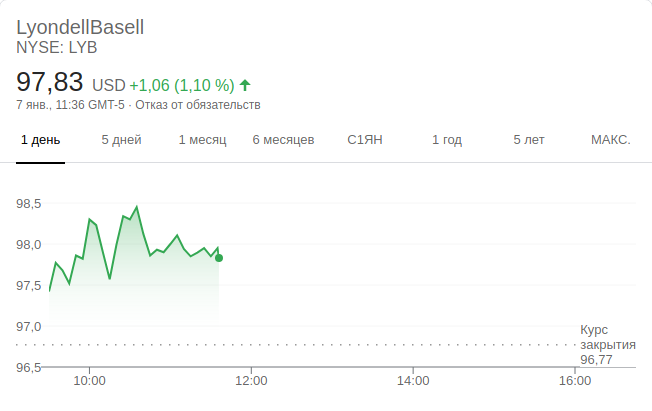 LyondellBasell
NYSE: LYB
97,83 USD +1,06 (1,10 %)
7 янв., 11:36 GMT-5 · Отказ от обязательств
1 день 5 дней 1 месяц 6 месяцев С1ЯН 1 год 5 лет МАКС.
98,5
98,0
97,5
97,0
Курс
закрытия
96,77
96,5
10:00 12:00 14:00 16:00